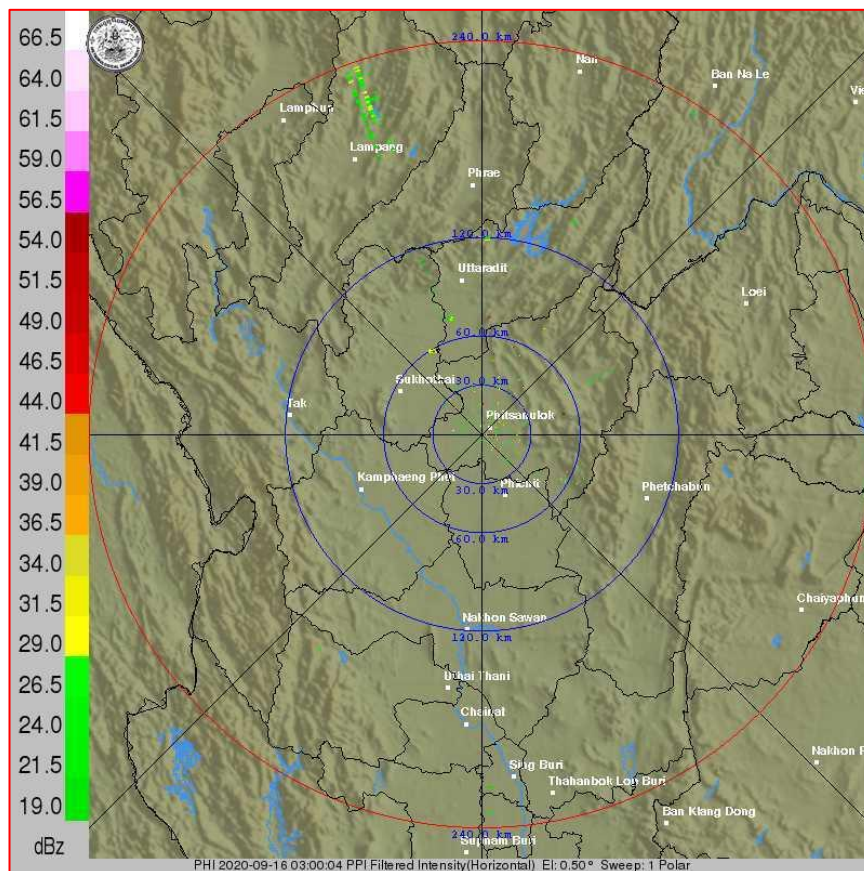 66.5
64.0
61.5
59.0
56.5
54.0
51.5
49.0
46.5
44.0
41.5
39.0
36.5
34.0
31.5
29.0
26.5
24.0
21.5
19.0
dBz
240.0 km
Nan
Ban Na Le
Vie
Lamphun
Lampang
Phrae
120.0 km
Uttaradit
Loei
60.0 km
30.0 km
Sukhothai
Tak
Phitsanulok
Kamphaeng Phet
Phichit
30.0 km
Phetchabun
60.0 km
Chaiyaphum
Nakhon Sawan
120.0 km
Uthai Thani
Chainat
Sing Buri
Nakhon R
Thahanbok Lop Buri
Ban Klang Dong
240.0 km
Suphan Buri
PHI 2020-09-16 03:00:04 PPI Filtered Intensity(Horizontal) El: 0.50° Sweep: 1 Polar